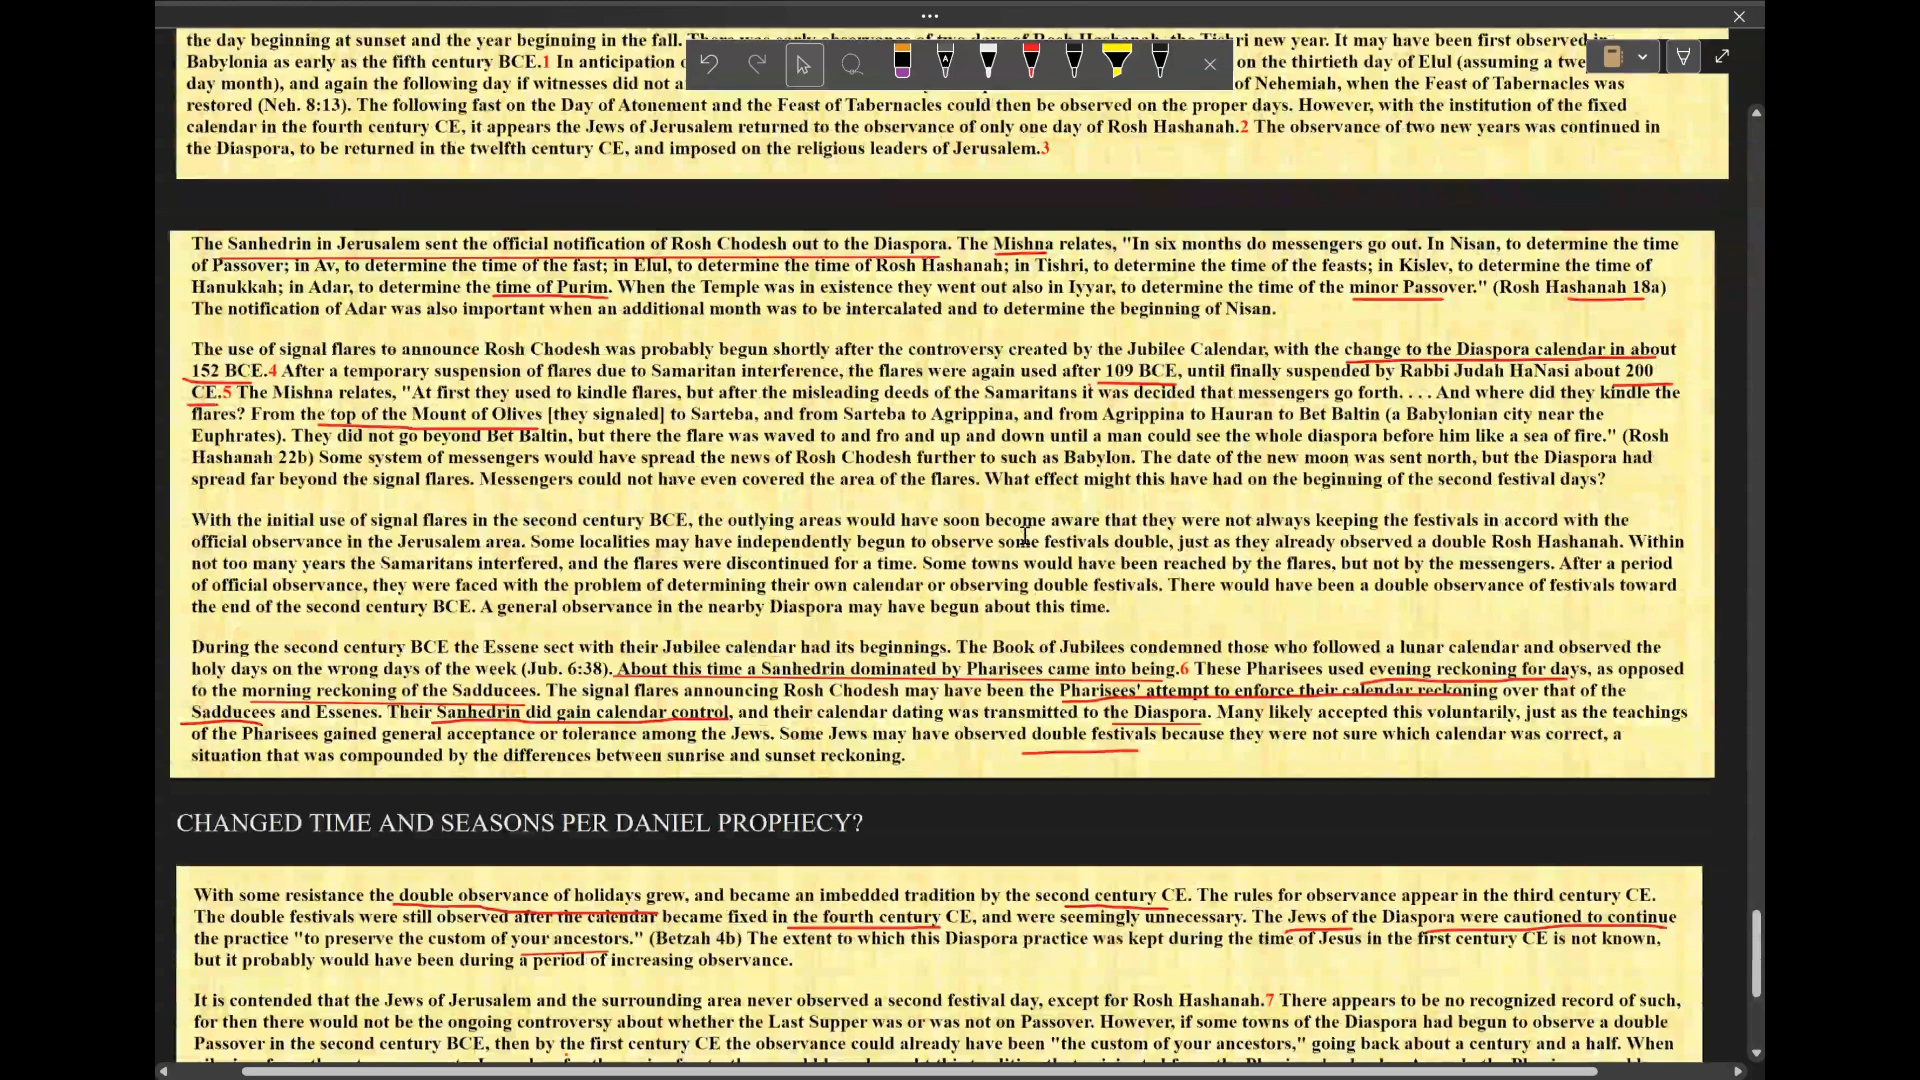 the day beginning at sunset and the year beginning in the fall. There was early observance of two days of Rosh Hashanah, the Tishri new year. It may have been first observed in
Babylonia as early as the fifth century BCE.1 In anticipation on the thirtieth day of Elul (assuming a
day month), and again the following day if witnesses did not of Nehemiah, when the Feast of Tabernacles was
restored (Neh. 8:13). The following fast on the Day of Atonement and the Feast of Tabernacles could then be observed on the proper days. However, with the institution of the fixed
calendar in the fourth century CE, it appears the Jews of Jerusalem returned to the observance of only one day of Rosh Hashanah.2 The observance of two new years was continued in
the Diaspora, to be returned in the twelfth century CE, and imposed on the religious leaders of Jerusalem.3
The Sanhedrin in Jerusalem sent the official notification of Rosh Chodesh out to the Diaspora. The Mishna relates, "In six months do messengers go out. In Nisan, to determine the time
of Passover; in Av, to determine the time of the fast; in Elul, to determine the time of Rosh Hashanah; in Tishri, to determine the time of the feasts; in Kislev, to determine the time of
Hanukkah; in Adar, to determine the time of Purim. When the Temple was in existence they went out also in Iyyar, to determine the time of the minor Passover." (Rosh Hashanah 18a)
The notification of Adar was also important when an additional month was to be intercalated and to determine the beginning of Nisan.
The use of signal flares to announce Rosh Chodesh was probably begun shortly after the controversy created by the Jubilee Calendar, with the change to the Diaspora calendar in about
152 BCE.4 After a temporary suspension of flares due to Samaritan interference, the flares were again used after 109 BCE, until finally suspended by Rabbi Judah HaNasi about 200
CE.5 The Mishna relates, "At first they used to kindle flares, but after the misleading deeds of the Samaritans it was decided that messengers go forth. . . . And where did they kindle the
flares? From the top of the Mount of Olives [they signaled] to Sarteba, and from Sarteba to Agrippina, and from Agrippina to Hauran to Bet Baltin (a Babylonian city near the
Euphrates). They did not go beyond Bet Baltin, but there the flare was waved to and fro and up and down until a man could see the whole diaspora before him like a sea of fire." (Rosh
Hashanah 22b) Some system of messengers would have spread the news of Rosh Chodesh further to such as Babylon. The date of the new moon was sent north, but the Diaspora had
spread far beyond the signal flares. Messengers could not have even covered the area of the flares. What effect might this have had on the beginning of the second festival days?
With the initial use of signal flares in the second century BCE, the outlying areas would have soon become aware that they were not always keeping the festivals in accord with the
official observance in the Jerusalem area. Some localities may have independently begun to observe some festivals double, just as they already observed a double Rosh Hashanah. Within
not too many years the Samaritans interfered, and the flares were discontinued for a time. Some towns would have been reached by the flares, but not by the messengers. After a period
of official observance, they were faced with the problem of determining their own calendar or observing double festivals. There would have been a double observance of festivals toward
the end of the second century BCE. A general observance in the nearby Diaspora may have begun about this time.
During the second century BCE the Essene sect with their Jubilee calendar had its beginnings. The Book of Jubilees condemned those who followed a lunar calendar and observed the
holy days on the wrong days of the week (Jub. 6:38). About this time a Sanhedrin dominated by Pharisees came into being.6 These Pharisees used evening reckoning for days, as opposed
to the morning reckoning of the Sadducees. The signal flares announcing Rosh Chodesh may have been the Pharisees' attempt to enforce their calendar reckoning over that of the
Sadducees and Essenes. Their Sanhedrin did gain calendar control, and their calendar dating was transmitted to the Diaspora. Many likely accepted this voluntarily, just as the teachings
of the Pharisees gained general acceptance or tolerance among the Jews. Some Jews may have observed double festivals because they were not sure which calendar was correct, a
situation that was compounded by the differences between sunrise and sunset reckoning.
CHANGED TIME AND SEASONS PER DANIEL PROPHECY?
With some resistance the double observance of holidays grew, and became an imbedded tradition by the second century CE. The rules for observance appear in the third century CE.
The double festivals were still observed after the calendar became fixed in the fourth century CE, and were seemingly unnecessary. The Jews of the Diaspora were cautioned to continue
the practice "to preserve the custom of your ancestors." (Betzah 4b) The extent to which this Diaspora practice was kept during the time of Jesus in the first century CE is not known,
but it probably would have been during a period of increasing observance.
It is contended that the Jews of Jerusalem and the surrounding area never observed a second festival day, except for Rosh Hashanah.7 There appears to be no recognized record of such,
for then there would not be the ongoing controversy about whether the Last Supper was or was not on Passover. However, if some towns of the Diaspora had begun to observe a double
Passover in the second century BCE, then by the first century CE the observance could already have been "the custom of your ancestors," going back about a century and a half. When